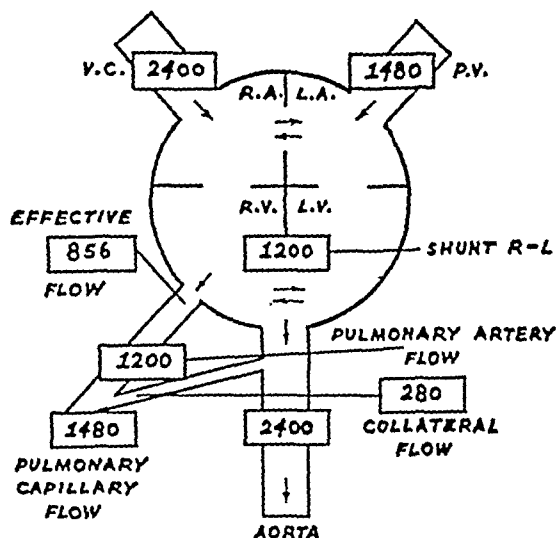 V.C. 2400 1480 P.V.
R.A. L.A.
R.V. L.V.
EFFECTIVE
856
FLOW
1200 SHUNT R-L
PULMONARY ARTERY
FLOW
1200
280
COLLATERAL
FLOW
1480
2400
PULMONARY
CAPILLARY
FLOW
AORTA